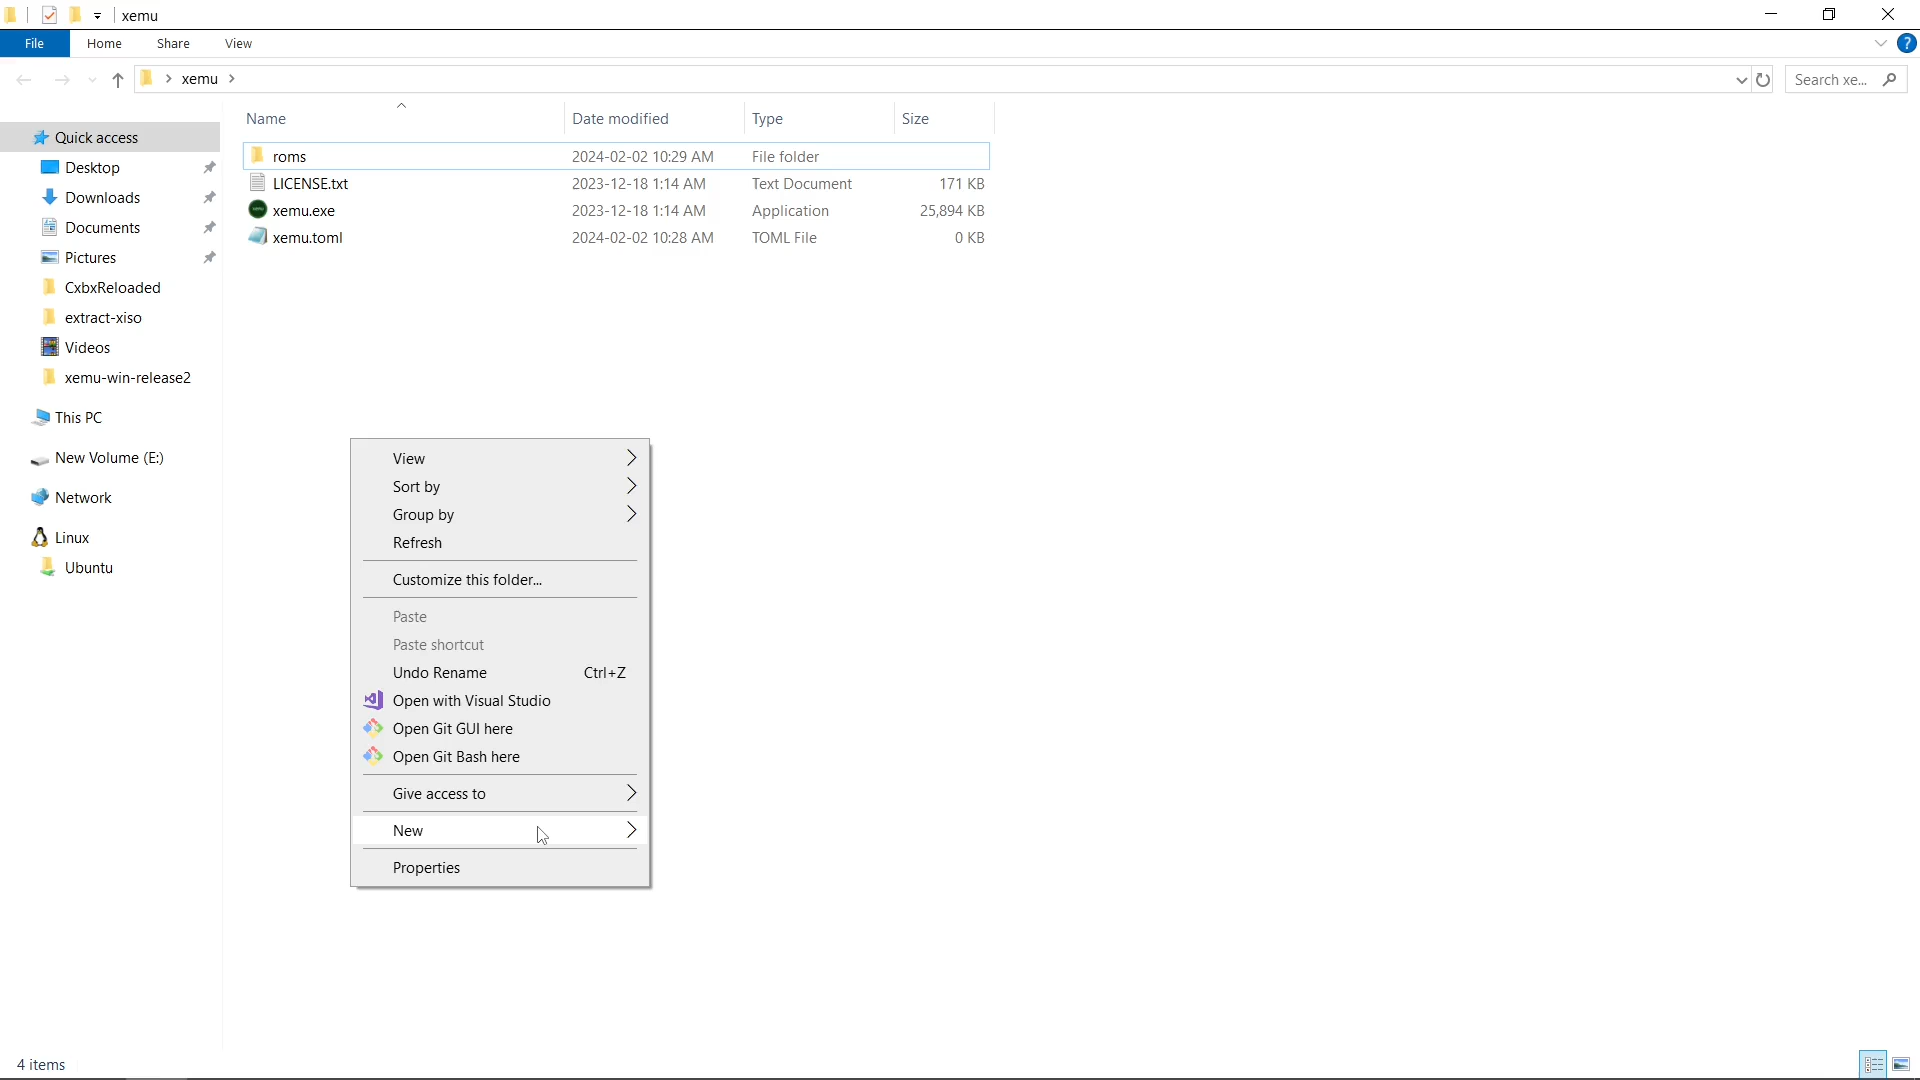 xemu
File Home Share View
xemu
Search xe...
Name Date modified Type Size
Quick access
Desktop
Downloads
Documents
Pictures
CxbxReloaded
extract-xiso
Videos
xemu-win-release2
This PC
New Volume (E:)
Network
Linux
Ubuntu
roms 2024-02-02 10:29 AM File folder
LICENSE.txt 2023-12-18 1:14 AM Text Document 171 KB
xemu.exe 2023-12-18 1:14 AM Application 25,894 KB
xemu.toml 2024-02-02 10:28 AM TOML File 0 KB
View
Sort by
Group by
Refresh
Customize this folder...
Paste
Paste shortcut
Undo Rename Ctrl+Z
Open with Visual Studio
Open Git GUI here
Open Git Bash here
Give access to
New
Properties
4 items